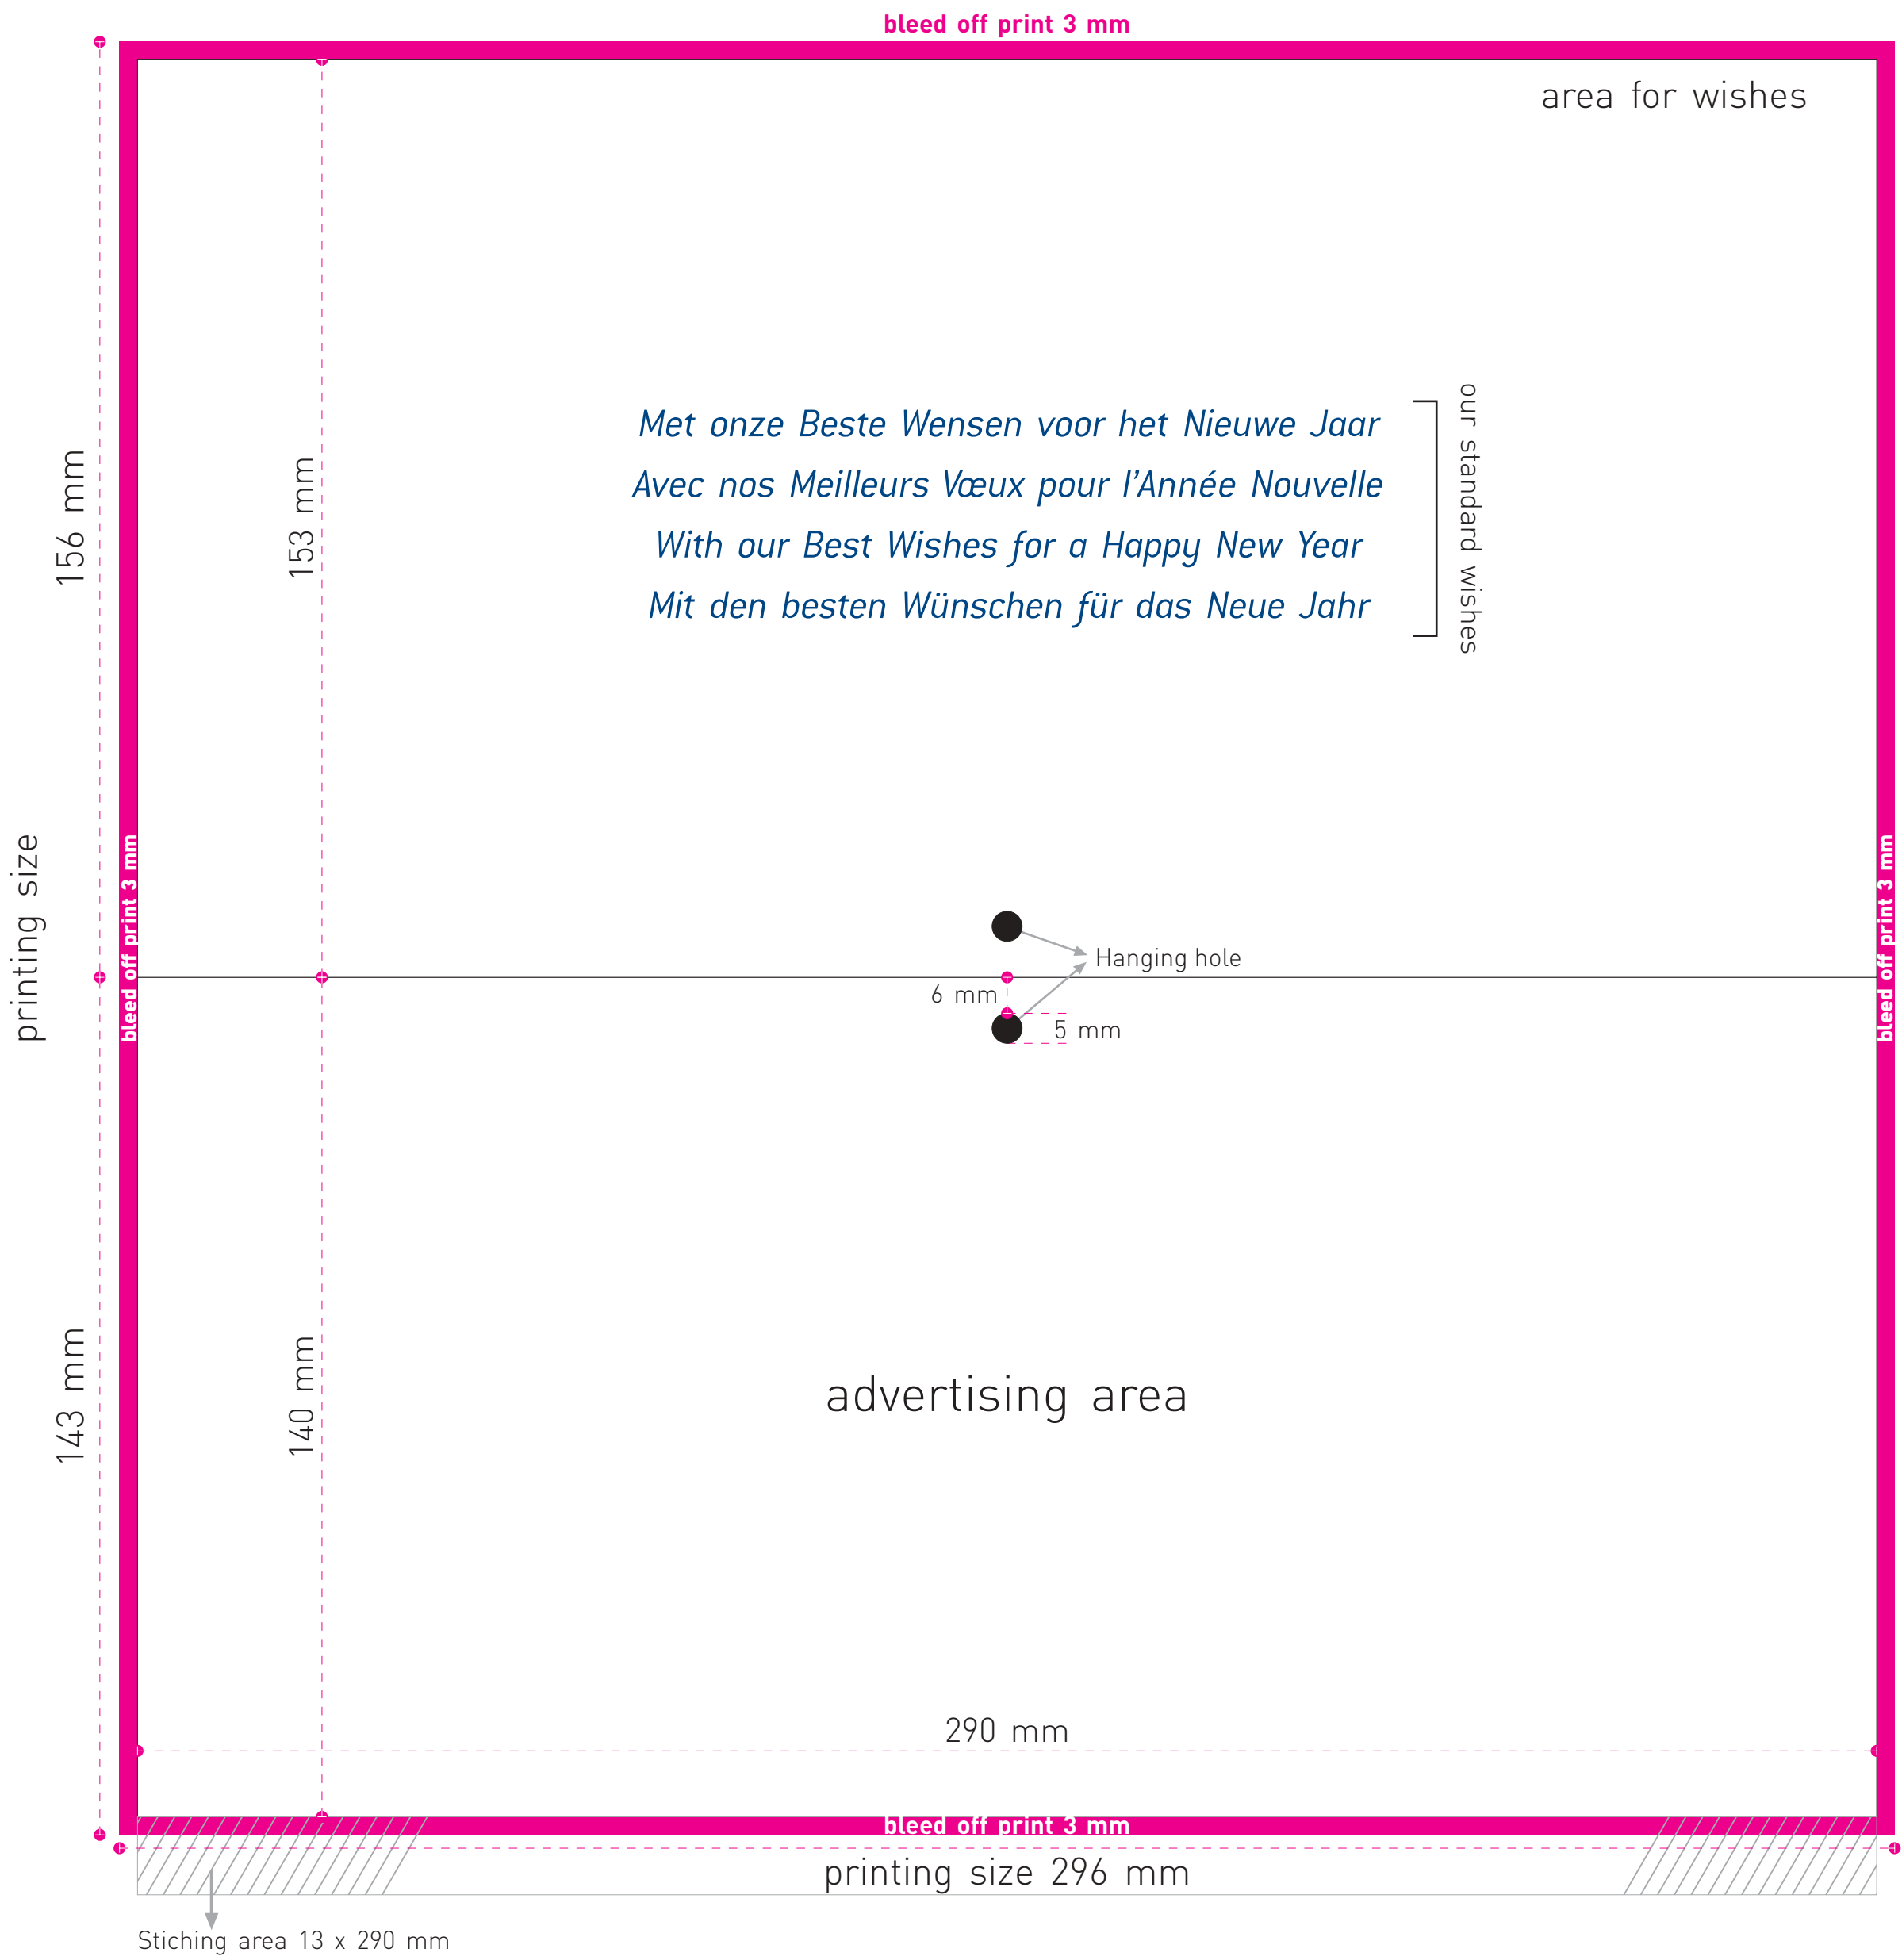 bleed off print 3 mm
area for wishes
156 mm
153 mm
Met onze Beste Wensen voor het Nieuwe Jaar
Avec nos Meilleurs Vœux pour l’Année Nouvelle
With our Best Wishes for a Happy New Year
Mit den besten Wünschen für das Neue Jahr
our standard wishes
printing size
bleed off print 3 mm
bleed off print 3 mm
Hanging hole
6 mm
5 mm
143 mm
140 mm
advertising area
290 mm
bleed off print 3 mm
printing size 296 mm
Stiching area 13 x 290 mm